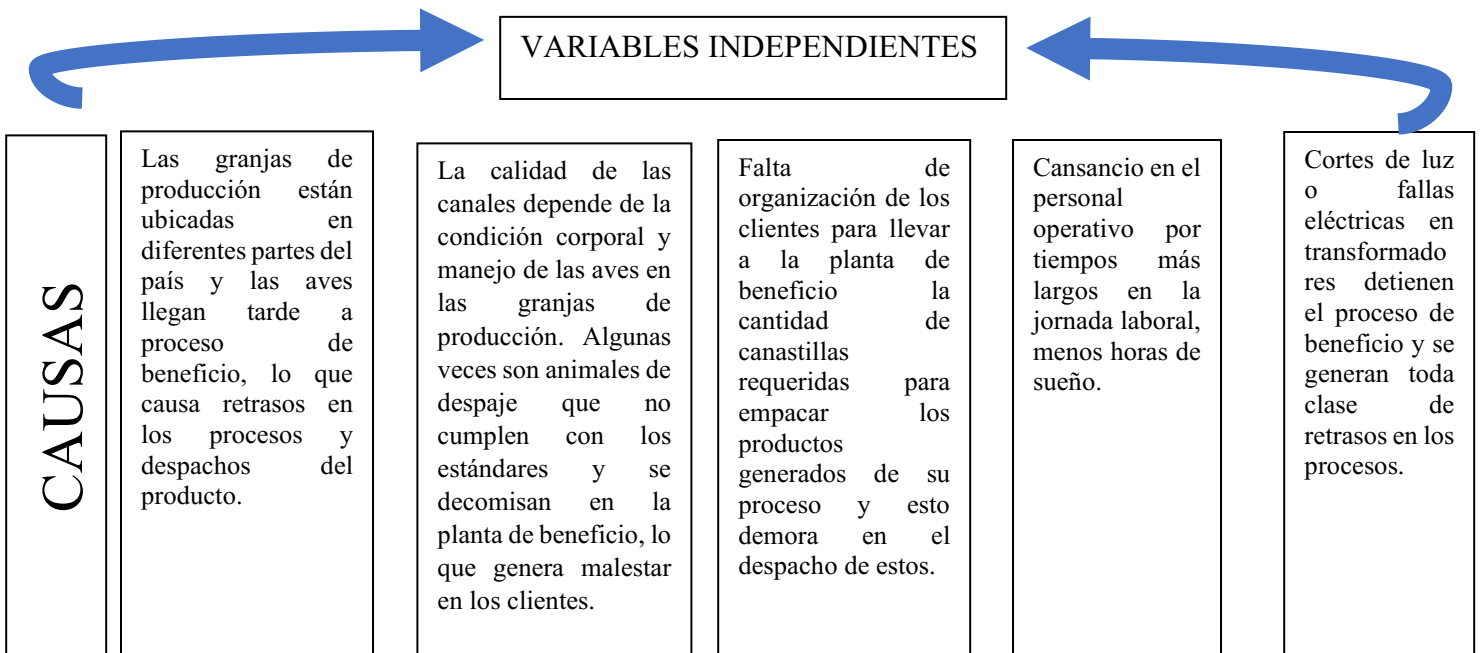 VARIABLES INDEPENDIENTES
CAUSAS
Las granjas de
producción están
ubicadas en
diferentes partes del
país y las aves
llegan tarde a
proceso de
beneficio, lo que
causa retrasos en
los procesos y
despachos del
producto.
La calidad de las
canales depende de la
condición corporal y
manejo de las aves en
las granjas de
producción. Algunas
veces son animales de
despaje que no
cumplen con los
estándares y se
decomisan en la
planta de beneficio, lo
que genera malestar
en los clientes.
Falta de
organización de los
clientes para llevar
a la planta de
beneficio la
cantidad de
canastillas
requeridas para
empacar los
productos
generados de su
proceso y esto
demora en el
despacho de estos.
Cansancio en el
personal
operativo por
tiempos más
largos en la
jornada laboral,
menos horas de
sueño.
Cortes de luz
o fallas
eléctricas en
transformado
res detienen
el proceso de
beneficio y se
generan toda
clase de
retrasos en los
procesos.